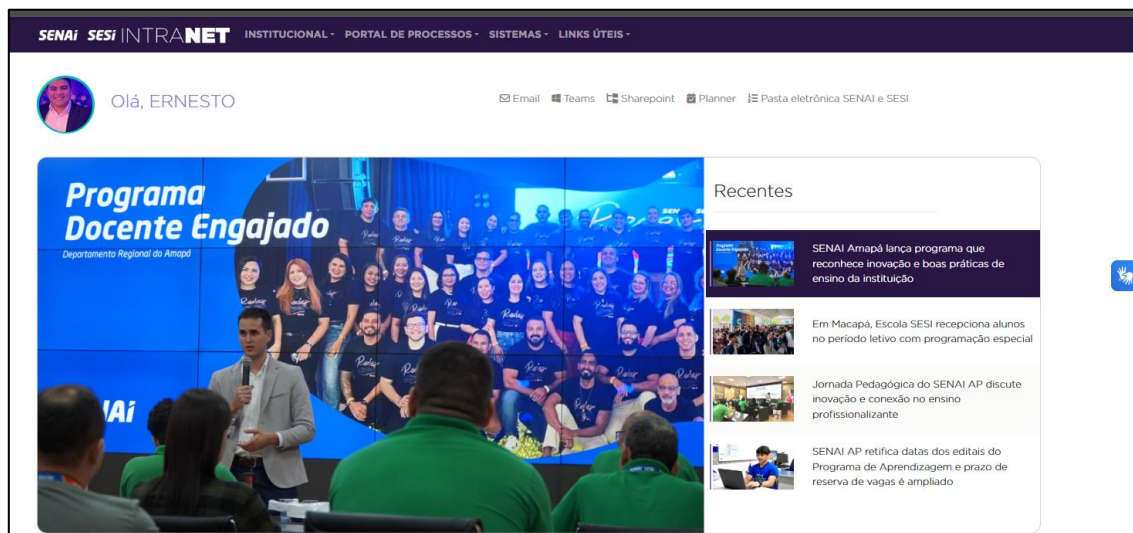 SENAI SESI INTRANET INSTITUCIONAL PORTAL DE PROCESSOS SISTEMAS LINKS ÚTEIS
Olá, ERNESTO
Email Teams Sharepoint Planner Pasta eletrônica SENAI e SESI
Programa
Docente Engajado
Departamento Regional do Amapá
Recentes
SENAI Amapá lança programa que
reconhece inovação e boas práticas de
ensino da instituição
Em Macapá, Escola SESI recepciona alunos
no período letivo com programação especial
Jornada Pedagógica do SENAI AP discute
inovação e conexão no ensino
profissionalizante
SENAI AP retifica datas dos editais do
Programa de Aprendizagem e prazo de
reserva de vagas é ampliado